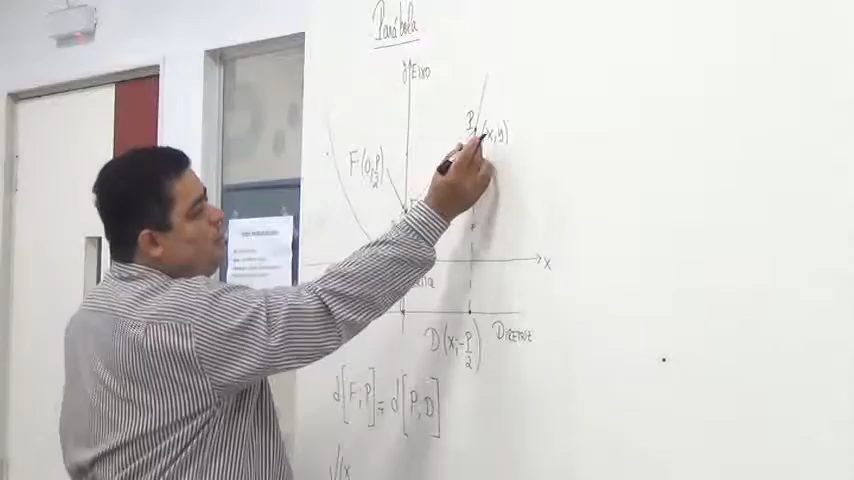 Parábola
y Eixo
P(x,y)
F(0,P/2)
x
D(x;-P/2) Diretriz
d[F;P] = d[P;D]
√(x